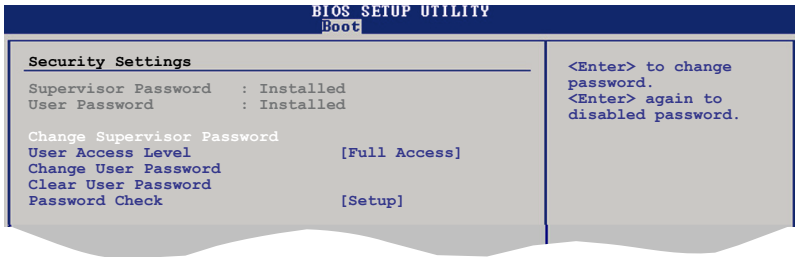 BIOS SETUP UTILITY
Boot
Security Settings
Supervisor Password : Installed
User Password : Installed
Change Supervisor Password
User Access Level [Full Access]
Change User Password
Clear User Password
Password Check [Setup]
<Enter> to change
password.
<Enter> again to
disabled password.